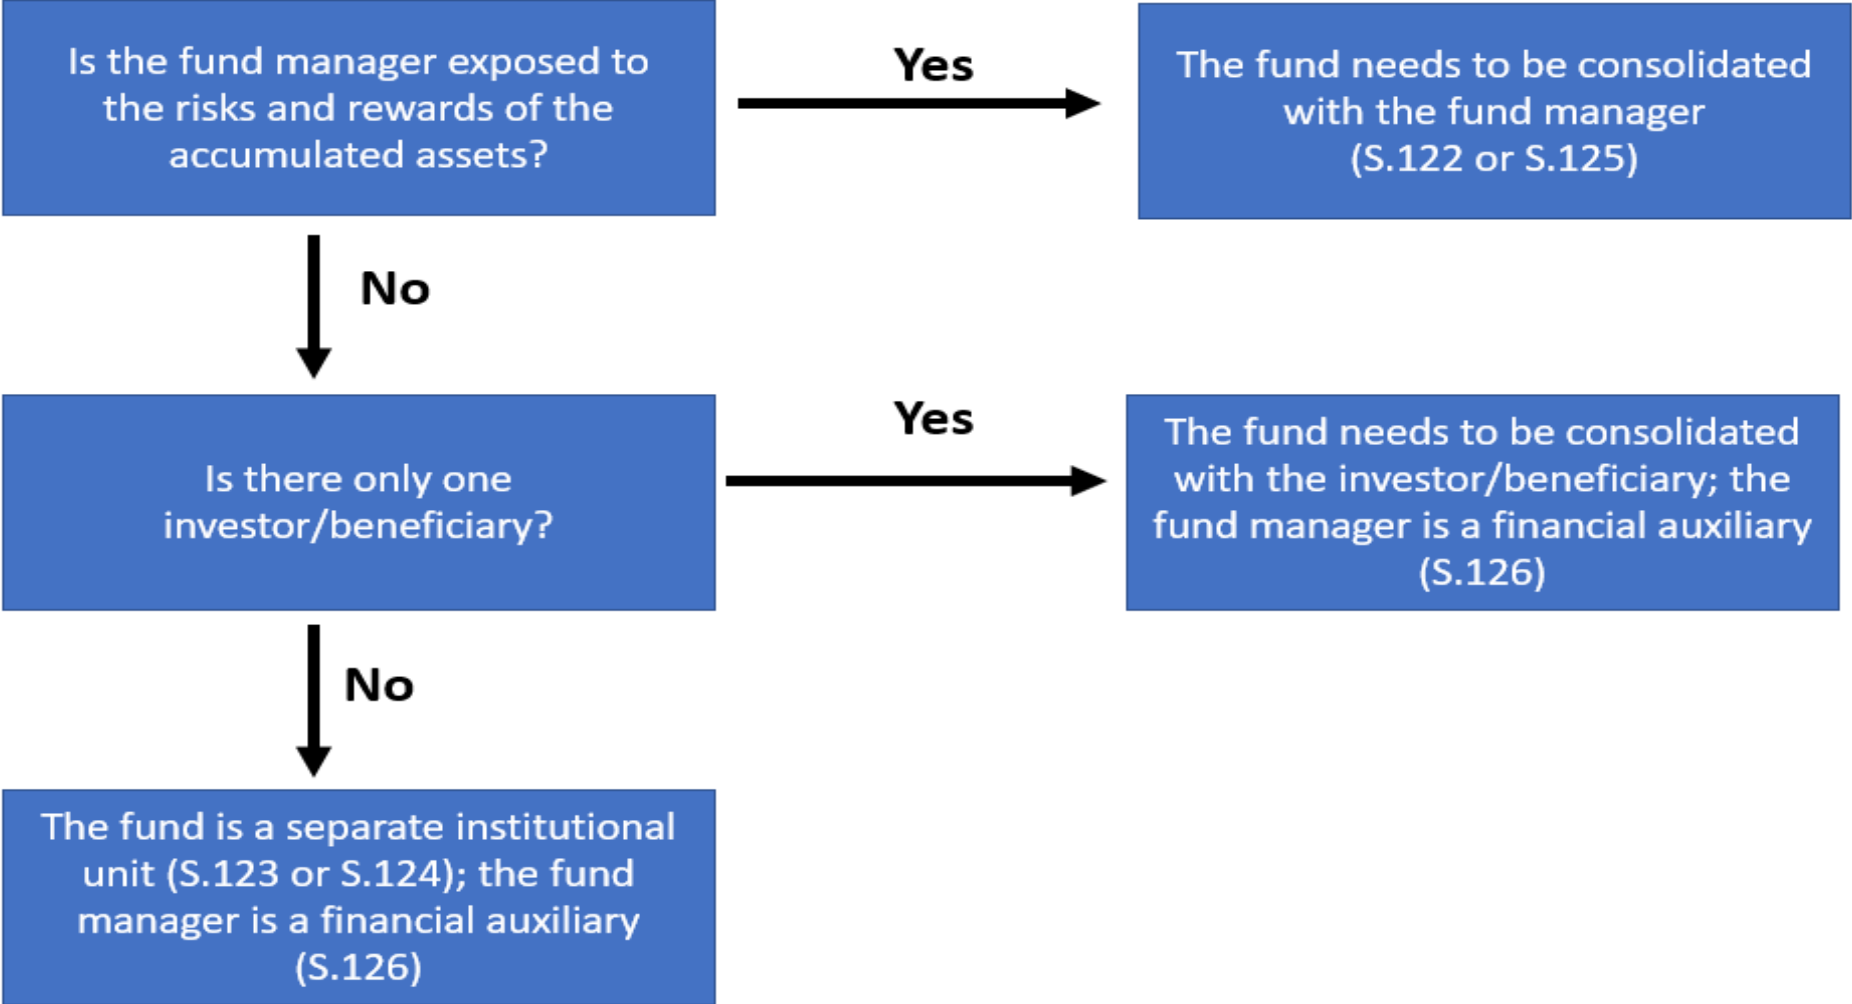 Is the fund manager exposed to
the risks and rewards of the
accumulated assets?
Yes
The fund needs to be consolidated
with the fund manager
(S.122 or S.125)
No
Is there only one
investor/beneficiary?
Yes
The fund needs to be consolidated
with the investor/beneficiary; the
fund manager is a financial auxiliary
(S.126)
No
The fund is a separate institutional
unit (S.123 or S.124); the fund
manager is a financial auxiliary
(S.126)